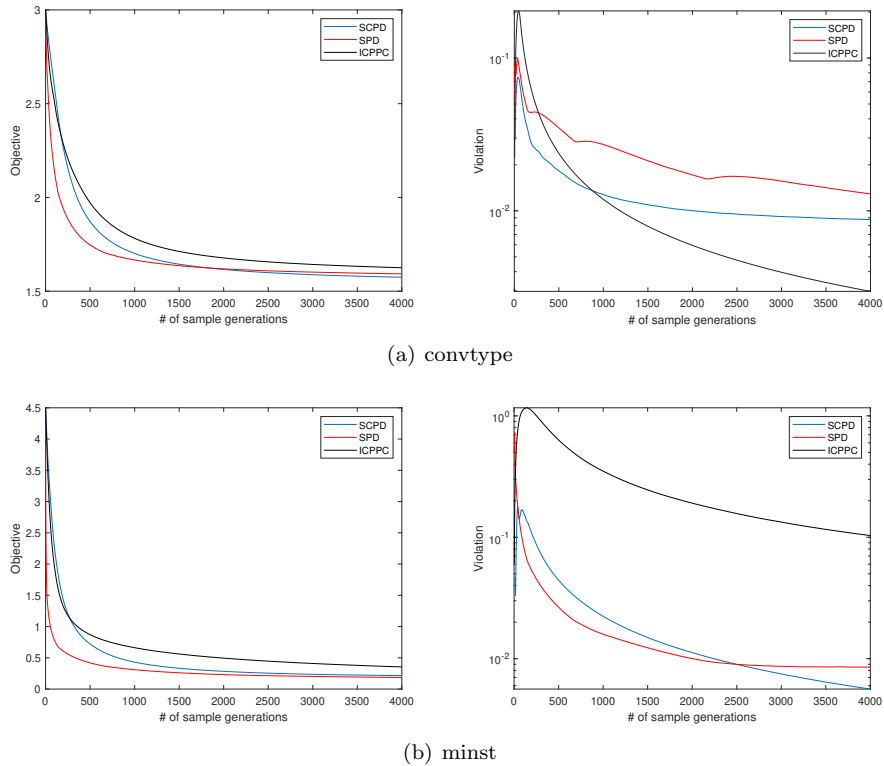 3
2.5
2
1.5
Objective
0
500
1000
1500
2000
2500
3000
3500
4000
# of sample generations
SCPD
SPD
ICPPC
10^-1
10^-2
Violation
0
500
1000
1500
2000
2500
3000
3500
4000
# of sample generations
SCPD
SPD
ICPPC
(a) convtype
4.5
4
3.5
3
2.5
2
1.5
1
0.5
0
Objective
0
500
1000
1500
2000
2500
3000
3500
4000
# of sample generations
SCPD
SPD
ICPPC
10^0
10^-1
10^-2
Violation
0
500
1000
1500
2000
2500
3000
3500
4000
# of sample generations
SCPD
SPD
ICPPC
(b) minst